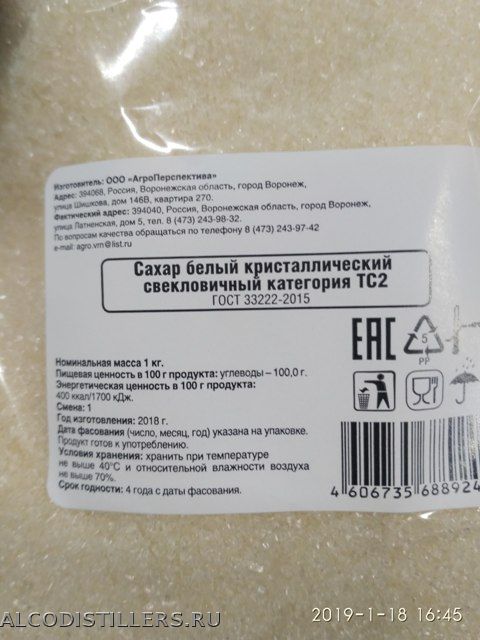 Изготовитель: ООО «АгроПерспектива»
Адрес: 394068, Россия, Воронежская область, город Воронеж,
улица Шишкова, дом 146В, квартира 270.
Фактический адрес: 394040, Россия, Воронежская область, город Воронеж,
улица Латненская, дом 5, тел. 8 (473) 243-98-32.
По вопросам качества обращаться по телефону 8 (473) 243-97-42
e-mail: agro.vrn@list.ru
Сахар белый кристаллический
свекловичный категория ТС2
ГОСТ 33222-2015
EAC
5
PP
Номинальная масса 1 кг.
Пищевая ценность в 100 г продукта: углеводы – 100,0 г.
Энергетическая ценность в 100 г продукта:
400 ккал/1700 кДж.
Смена: 1
Год изготовления: 2018 г.
Дата фасования (число, месяц, год) указана на упаковке.
Продукт готов к употреблению.
Условия хранения: хранить при температуре
не выше 40°С и относительной влажности воздуха
не выше 70%.
Срок годности: 4 года с даты фасования.
4 606735 688924
ALCODISTILLERS.RU
2019-1-18 16:45